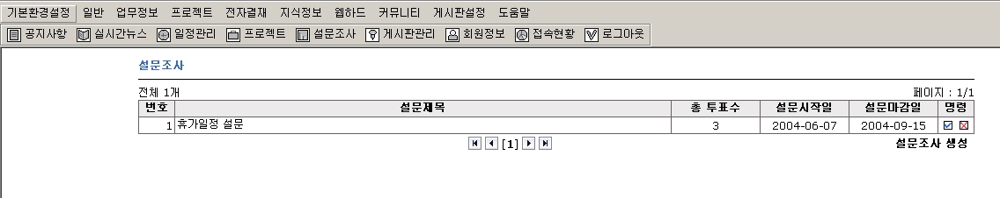 기본환경설정 일반 업무정보 프로젝트 전자결재 지식정보 웹하드 커뮤니티 게시판설정 도움말
공지사항 실시간뉴스 일정관리 프로젝트 설문조사 게시판관리 회원정보 접속현황 로그아웃
설문조사
전체 1개 페이지 : 1/1
번호 설문제목 총 투표수 설문시작일 설문마감일 명령
1 휴가일정 설문 3 2004-06-07 2004-09-15
[1]
설문조사 생성